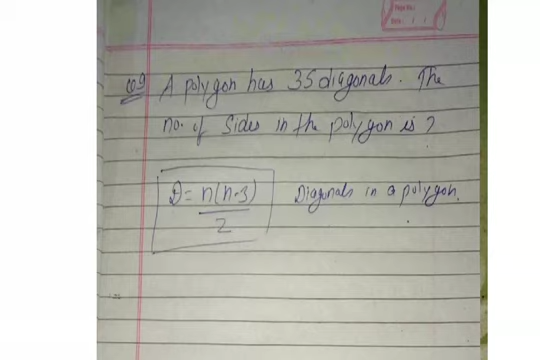 Q9 A polygon has 35 diagonals. The
no. of sides in the polygon is ?
D = n(n-3)/2 Diagonals in a polygon.